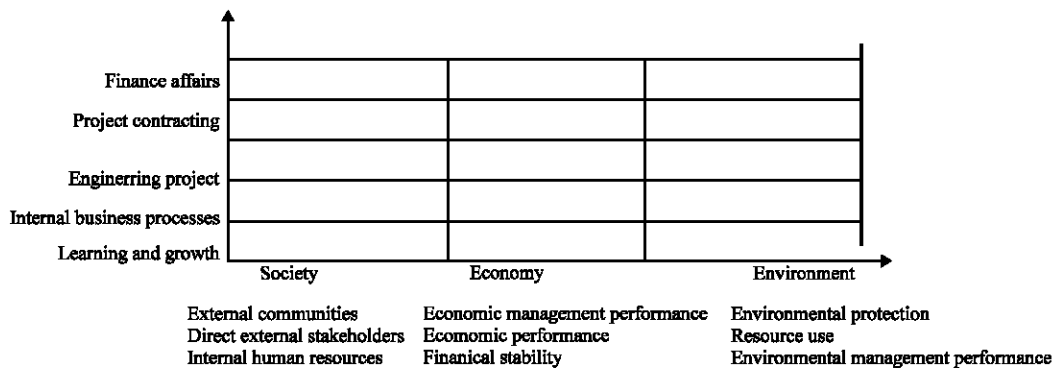 Finance affairs
Project contracting
Enginerring project
Internal business processes
Learning and growth
Society Economy Environment
External communities Economic management performance Environmental protection
Direct external stakeholders Ecomomic performance Resource use
Internal human resources Finanical stability Environmental management performance